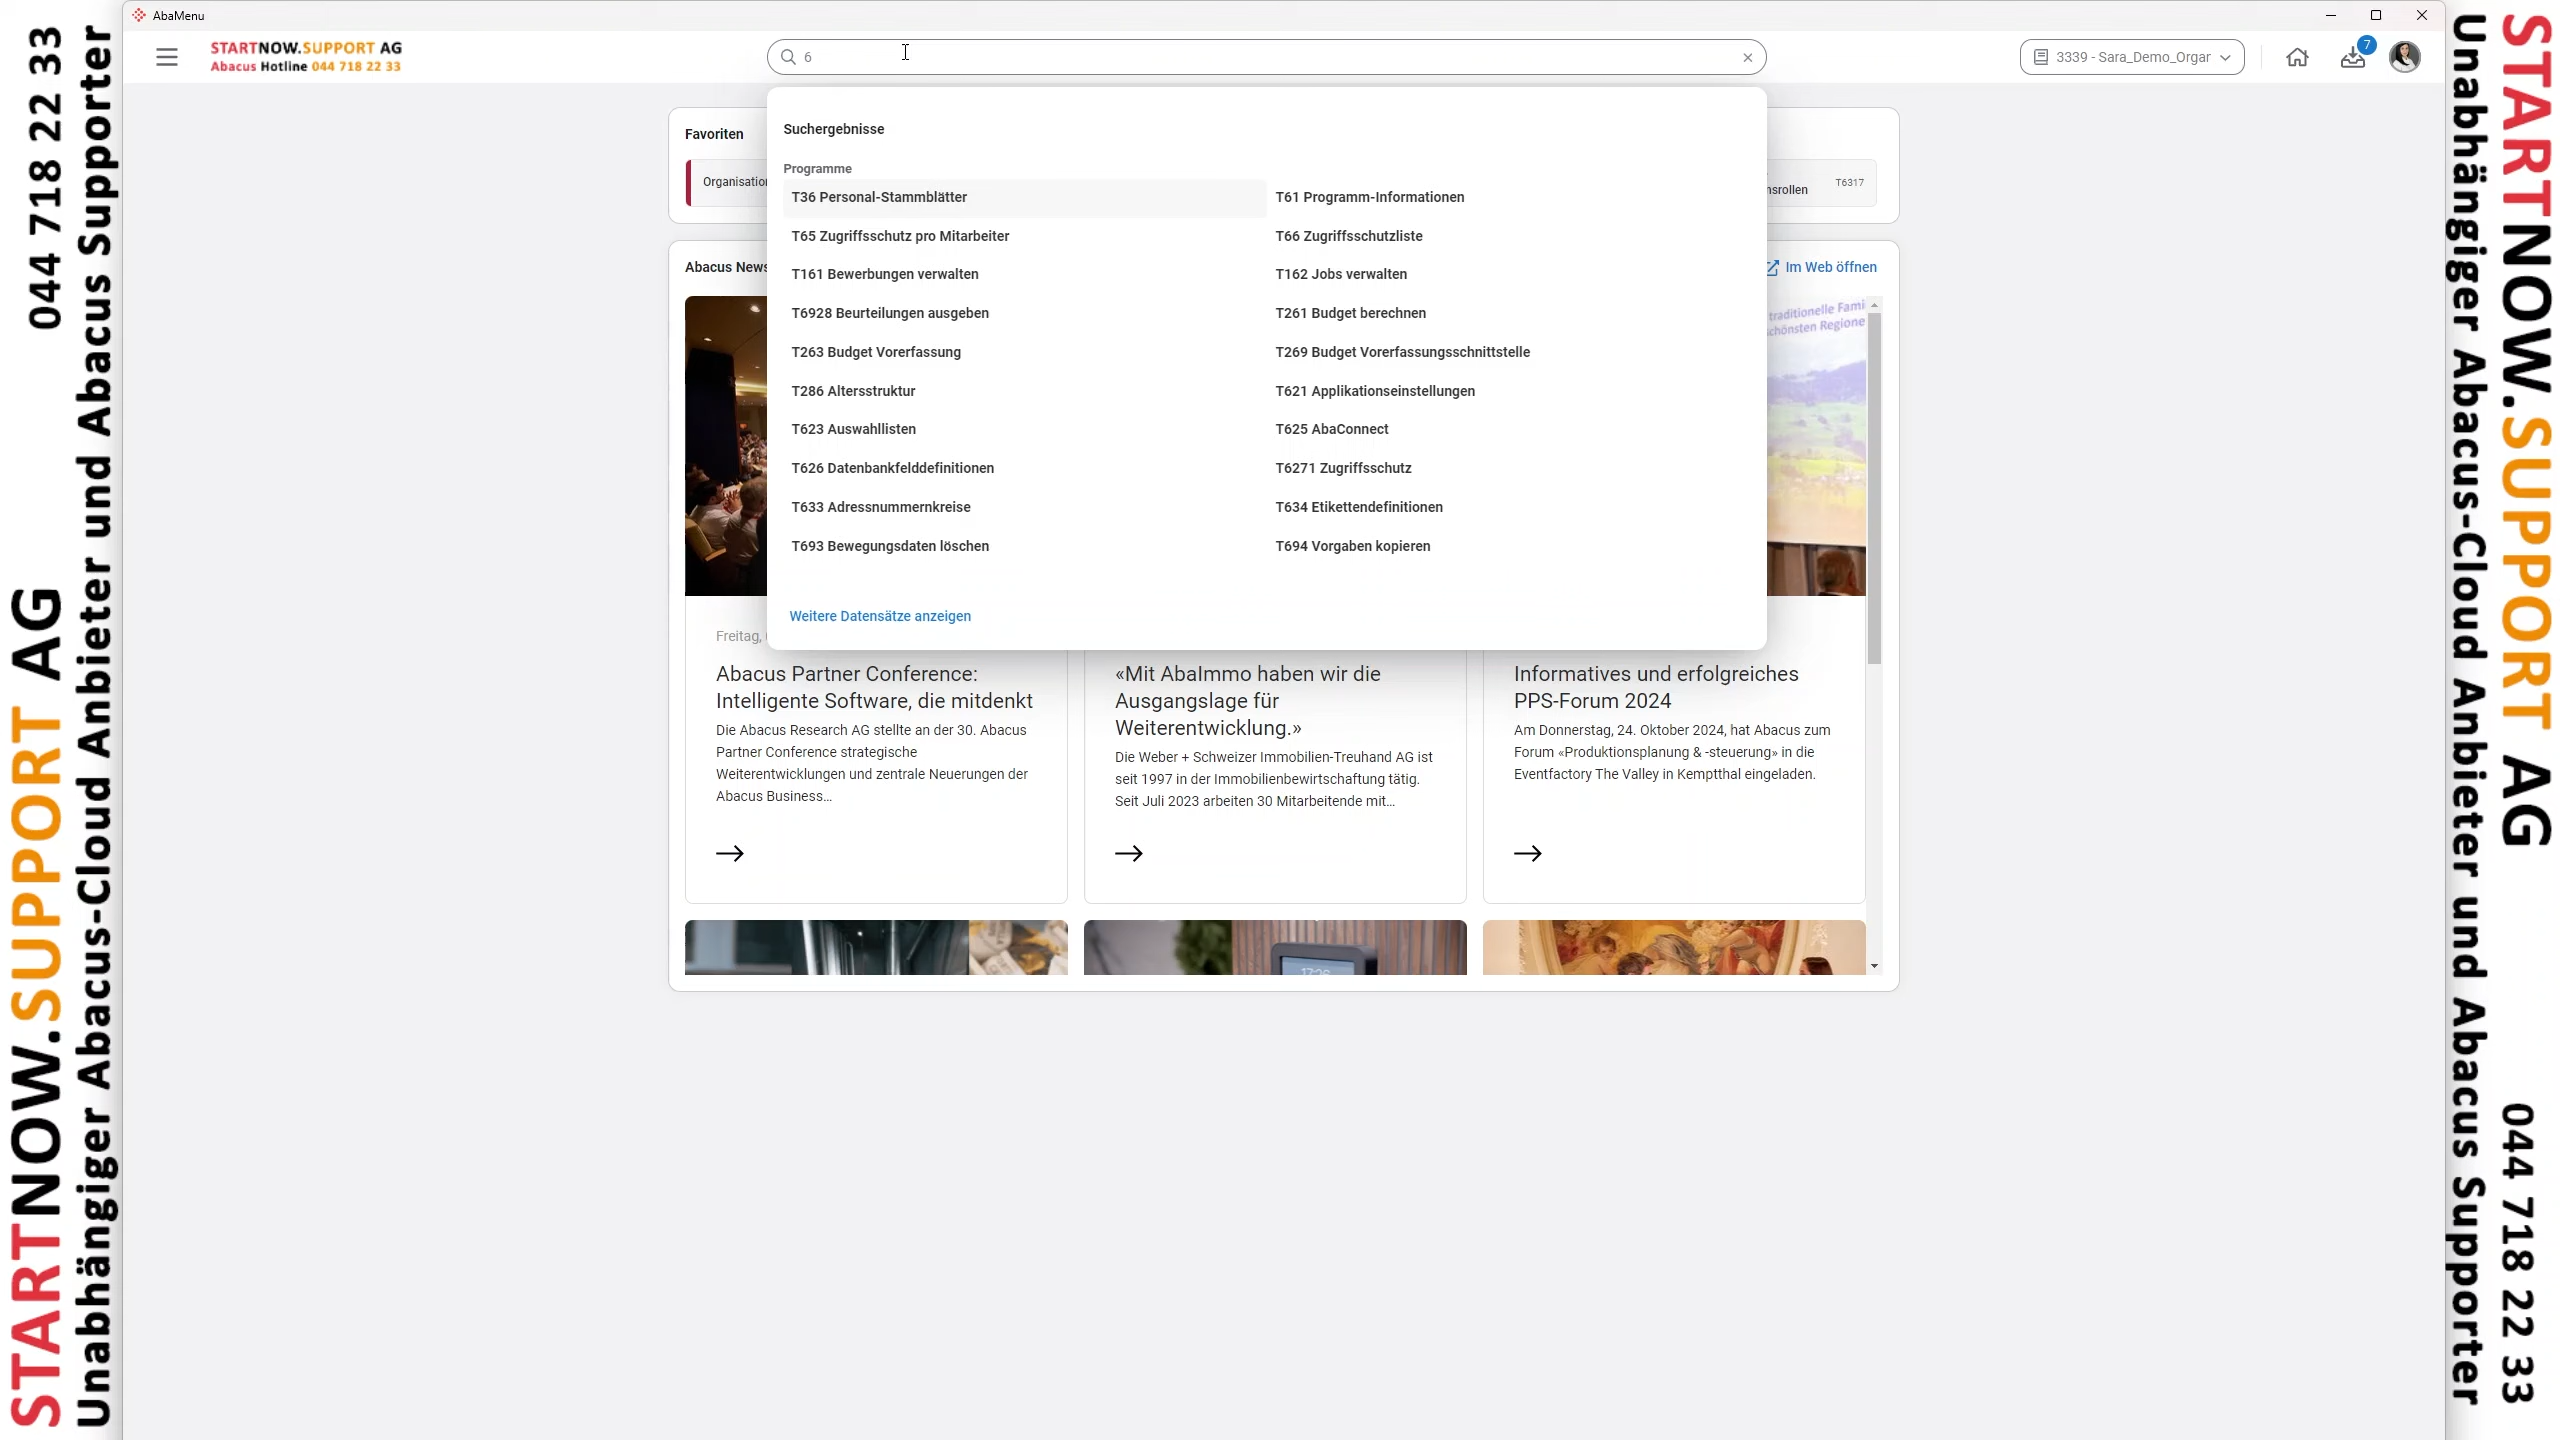 AbaMenu
STARTNOW.SUPPORT AG
Abacus Hotline 044 718 22 33
6
3339 - Sara_Demo_Orgar
7
Favoriten
Organisatio
nsrollen
T6317
Suchergebnisse
Programme
T36 Personal-Stammblätter
T61 Programm-Informationen
T65 Zugriffsschutz pro Mitarbeiter
T66 Zugriffsschutzliste
T161 Bewerbungen verwalten
T162 Jobs verwalten
T6928 Beurteilungen ausgeben
T261 Budget berechnen
T263 Budget Vorerfassung
T269 Budget Vorerfassungsschnittstelle
T286 Altersstruktur
T621 Applikationseinstellungen
T623 Auswahllisten
T625 AbaConnect
T626 Datenbankfelddefinitionen
T6271 Zugriffsschutz
T633 Adressnummernkreise
T634 Etikettendefinitionen
T693 Bewegungsdaten löschen
T694 Vorgaben kopieren
Weitere Datensätze anzeigen
Abacus News
Im Web öffnen
traditionelle Fami
chönsten Regione
Freitag,
Abacus Partner Conference:
Intelligente Software, die mitdenkt
Die Abacus Research AG stellte an der 30. Abacus
Partner Conference strategische
Weiterentwicklungen und zentrale Neuerungen der
Abacus Business...
«Mit AbaImmo haben wir die
Ausgangslage für
Weiterentwicklung.»
Die Weber + Schweizer Immobilien-Treuhand AG ist
seit 1997 in der Immobilienbewirtschaftung tätig.
Seit Juli 2023 arbeiten 30 Mitarbeitende mit...
Informatives und erfolgreiches
PPS-Forum 2024
Am Donnerstag, 24. Oktober 2024, hat Abacus zum
Forum «Produktionsplanung & -steuerung» in die
Eventfactory The Valley in Kemptthal eingeladen.
17:26
STARTNOW.SUPPORT AG 044 718 22 33
Unabhängiger Abacus-Cloud Anbieter und Abacus Supporter
STARTNOW.SUPPORT AG 044 718 22 33
Unabhängiger Abacus-Cloud Anbieter und Abacus Supporter